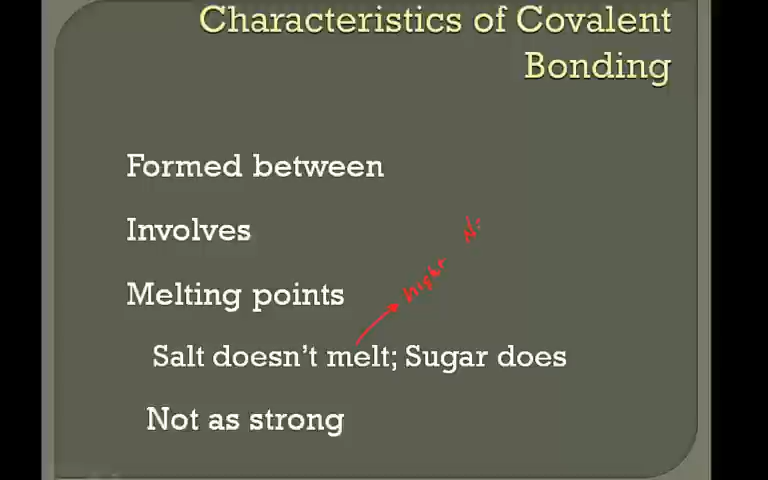 Characteristics of Covalent
Bonding
Formed between
Involves
Melting points
higher
Salt doesn't melt; Sugar does
Not as strong